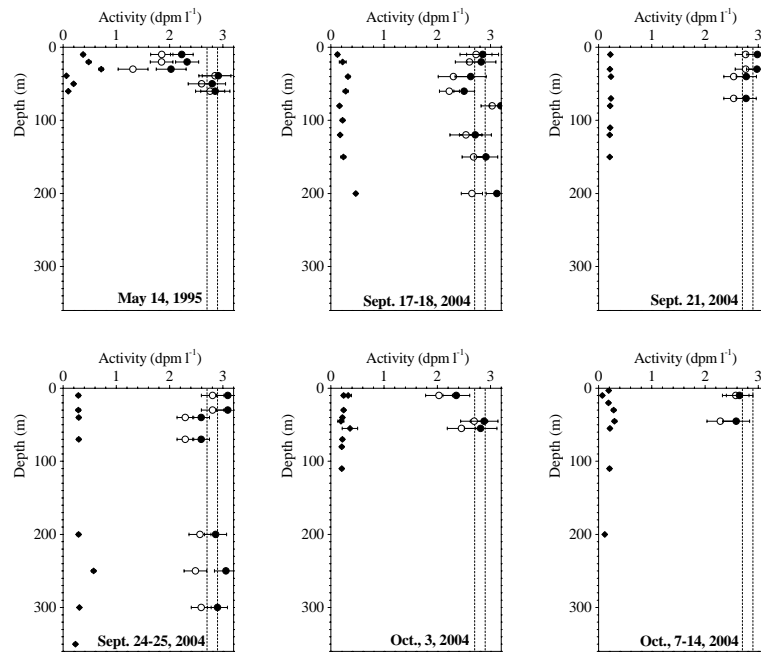 Activity (dpm l⁻¹) Activity (dpm l⁻¹) Activity (dpm l⁻¹)
0 1 2 3 0 1 2 3 0 1 2 3
0 0 0
100 100 100
200 200 200
300 300 300
Depth (m) Depth (m) Depth (m)
May 14, 1995 Sept. 17-18, 2004 Sept. 21, 2004
Activity (dpm l⁻¹) Activity (dpm l⁻¹) Activity (dpm l⁻¹)
0 1 2 3 0 1 2 3 0 1 2 3
0 0 0
100 100 100
200 200 200
300 300 300
Depth (m) Depth (m) Depth (m)
Sept. 24-25, 2004 Oct., 3, 2004 Oct., 7-14, 2004